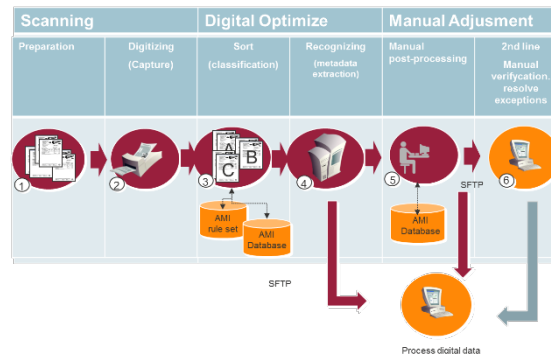 Scanning
Digital Optimize
Manual Adjusment
Preparation
Digitizing
(Capture)
Sort
(classification)
Recognizing
(metadata
extraction)
Manual
post-processing
2nd line
Manual
verifycation.
resolve
exceptions
A
B
C
1
2
3
4
5
6
SFTP
AMI
rule set
AMI
Database
AMI
Database
SFTP
Process digital data